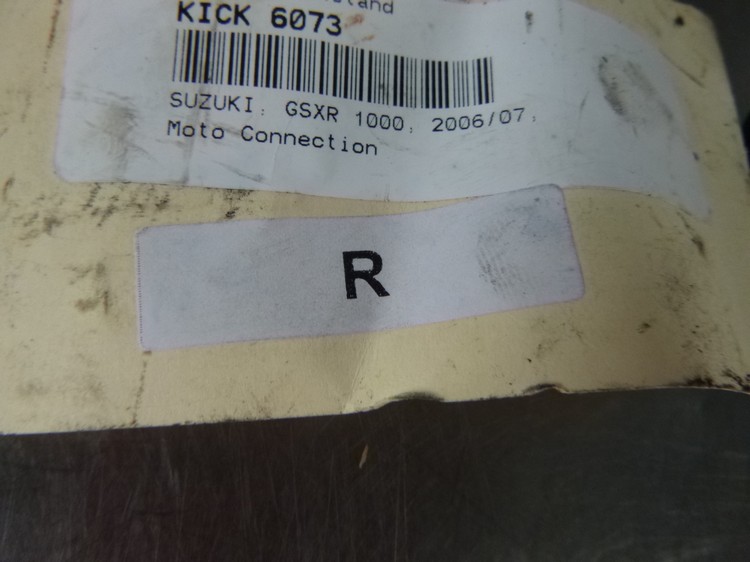 KICK 6073
SUZUKI: GSXR 1000: 2006/07:
Moto Connection
R